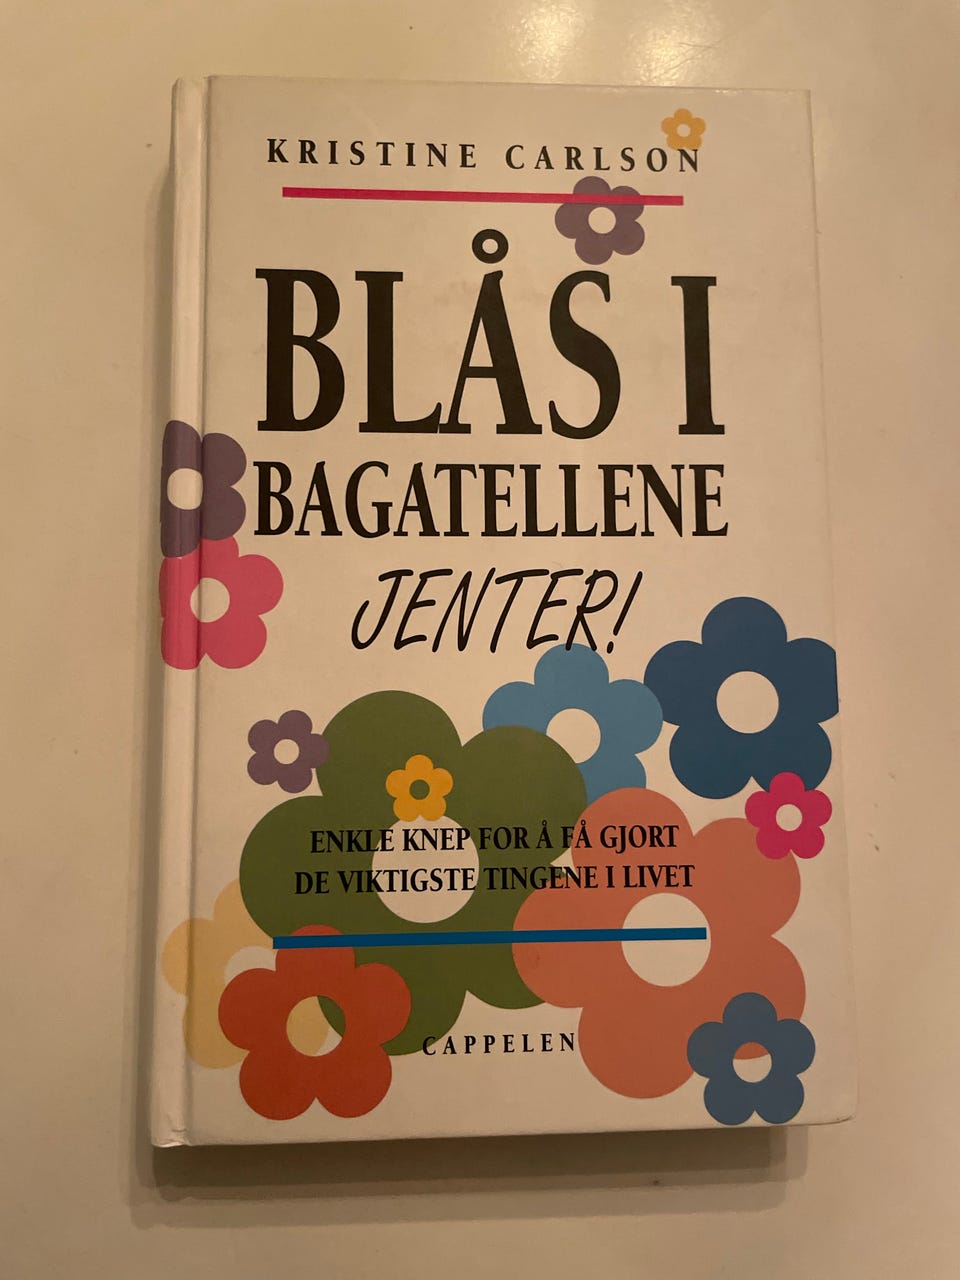 KRISTINE CARLSON
BLÅS I
BAGATELLENE
JENTER!
ENKLE KNEP FOR Å FÅ GJORT
DE VIKTIGSTE TINGENE I LIVET
CAPPELEN